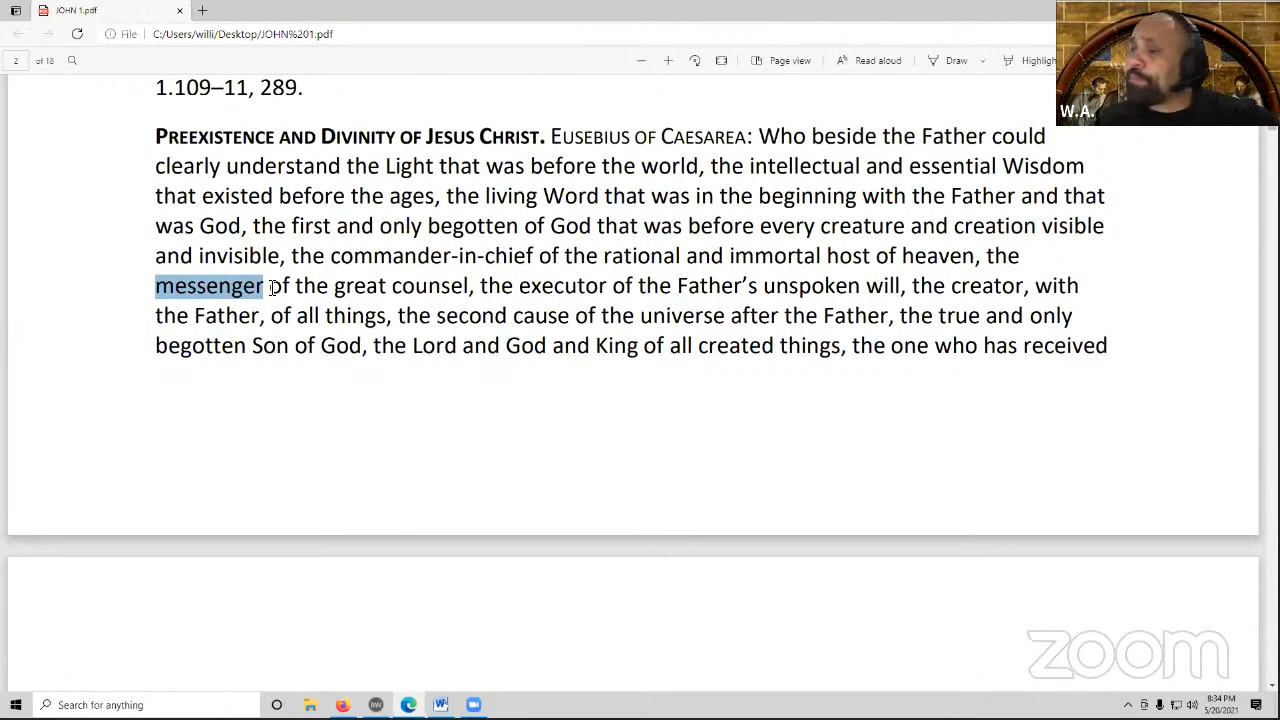 JOHN 1.pdf
File
C:/Users/willi/Desktop/JOHN%201.pdf
2 of 18
Page view
Read aloud
Draw
Highligh
W.A.
1.109–11, 289.
PREEXISTENCE AND DIVINITY OF JESUS CHRIST. EUSEBIUS OF CAESAREA: Who beside the Father could
clearly understand the Light that was before the world, the intellectual and essential Wisdom
that existed before the ages, the living Word that was in the beginning with the Father and that
was God, the first and only begotten of God that was before every creature and creation visible
and invisible, the commander-in-chief of the rational and immortal host of heaven, the
messenger of the great counsel, the executor of the Father’s unspoken will, the creator, with
the Father, of all things, the second cause of the universe after the Father, the true and only
begotten Son of God, the Lord and God and King of all created things, the one who has received
zoom
Search for anything
8:34 PM
5/20/2021